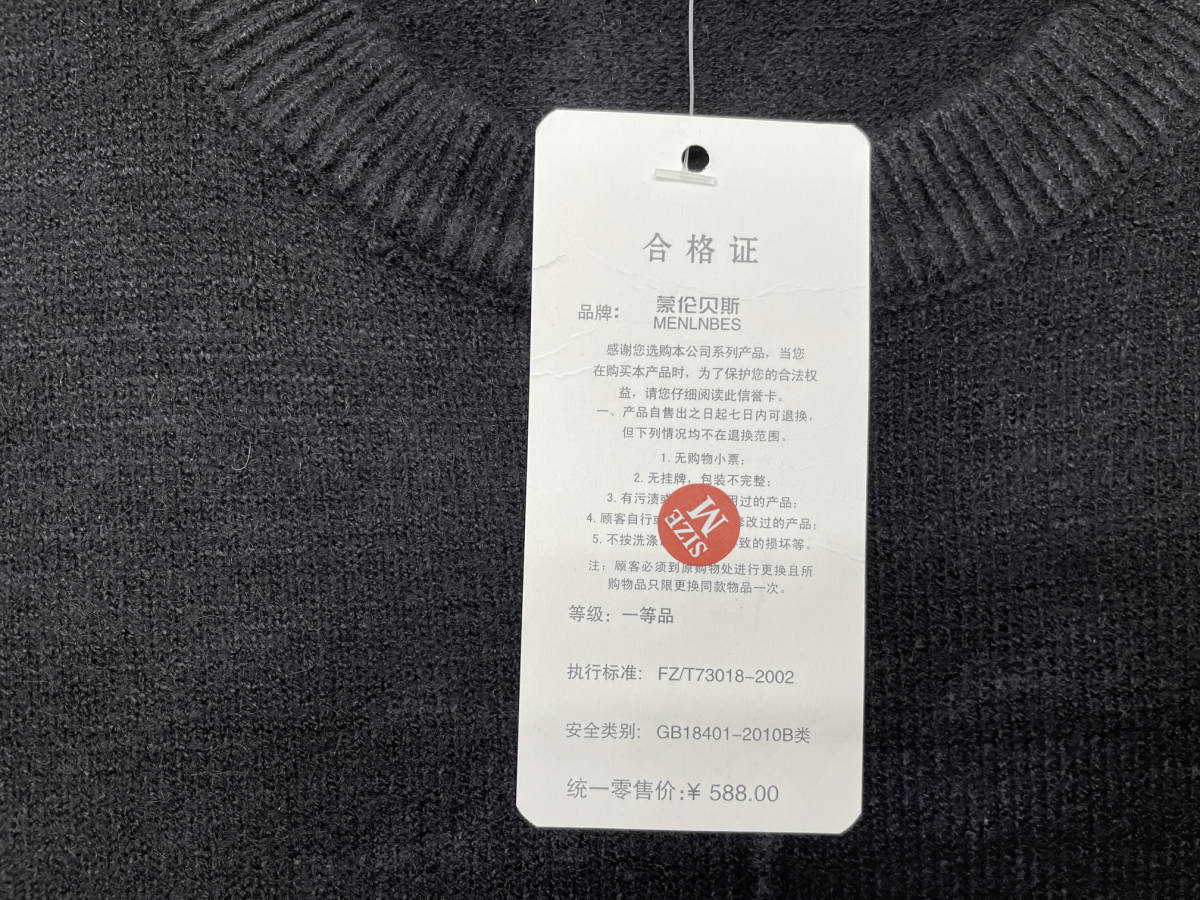 合格证
品牌： 蒙伦贝斯
MENLNBES
感谢您选购本公司系列产品，当您
在购买本产品时，为了保护您的合法权
益，请您仔细阅读此信誉卡。
一、产品自售出之日起七日内可退换，
但下列情况均不在退换范围。
1. 无购物小票；
2. 无挂牌，包装不完整；
3. 有污渍 用过的产品；
4. 顾客自行 修改过的产品；
5. 不按洗涤 致的损坏等。
SIZE
M
注：顾客必须到原购物处进行更换且所
购物品只限更换同款物品一次。
等级：一等品
执行标准： FZ/T73018-2002
安全类别： GB18401-2010B类
统一零售价:¥ 588.00